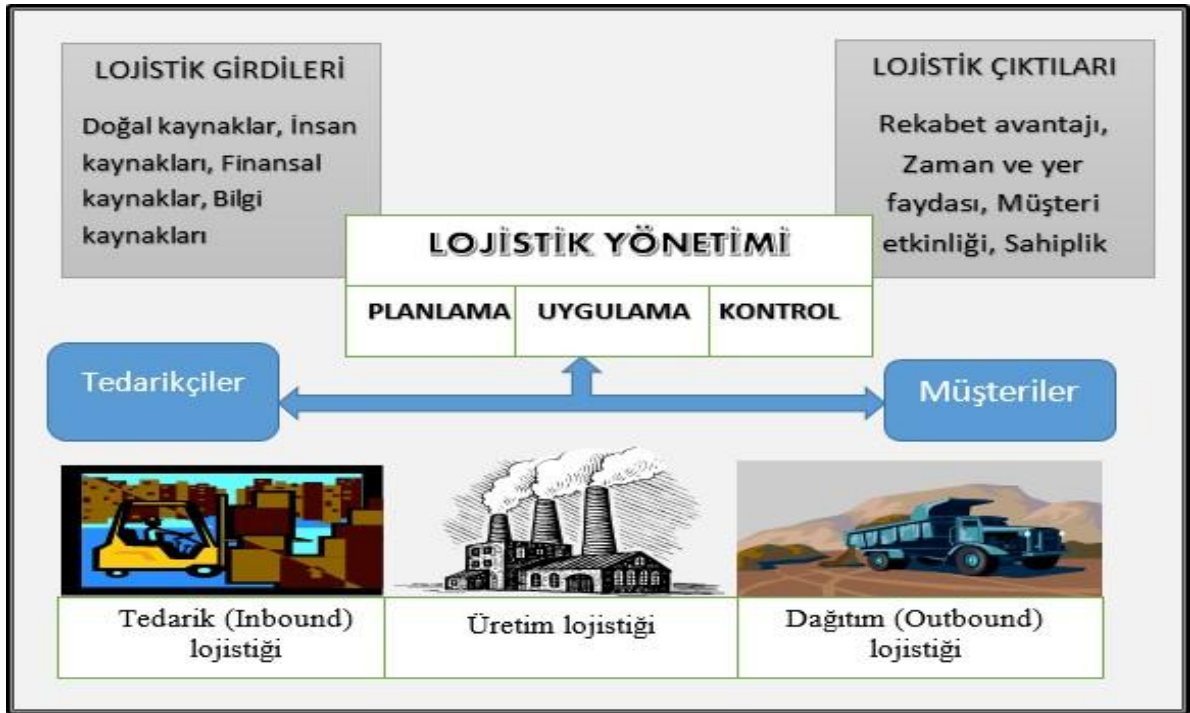 LOJİSTİK GİRDİLERİ
Doğal kaynaklar, İnsan
kaynakları, Finansal
kaynaklar, Bilgi
kaynakları
LOJİSTİK ÇIKTILARI
Rekabet avantajı,
Zaman ve yer
faydası, Müşteri
etkinliği, Sahiplik
LOJİSTİK YÖNETİMİ
PLANLAMA UYGULAMA KONTROL
Tedarikçiler
Müşteriler
Tedarik (Inbound)
lojistiği
Üretim lojistiği
Dağıtım (Outbound)
lojistiği